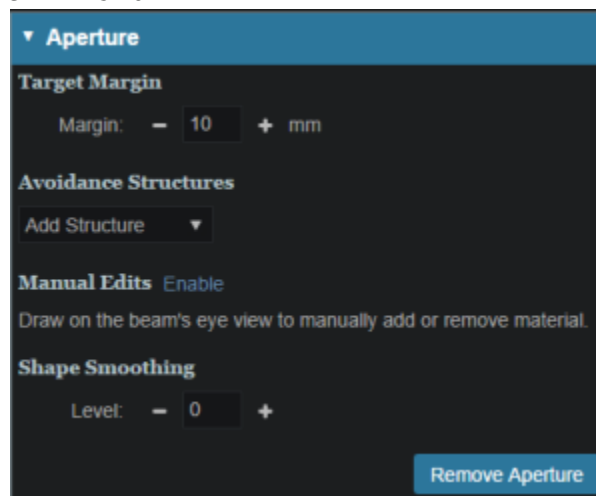 Aperture
Target Margin
Margin: − 10 + mm
Avoidance Structures
Add Structure
Manual Edits Enable
Draw on the beam's eye view to manually add or remove material.
Shape Smoothing
Level: − 0 +
Remove Aperture